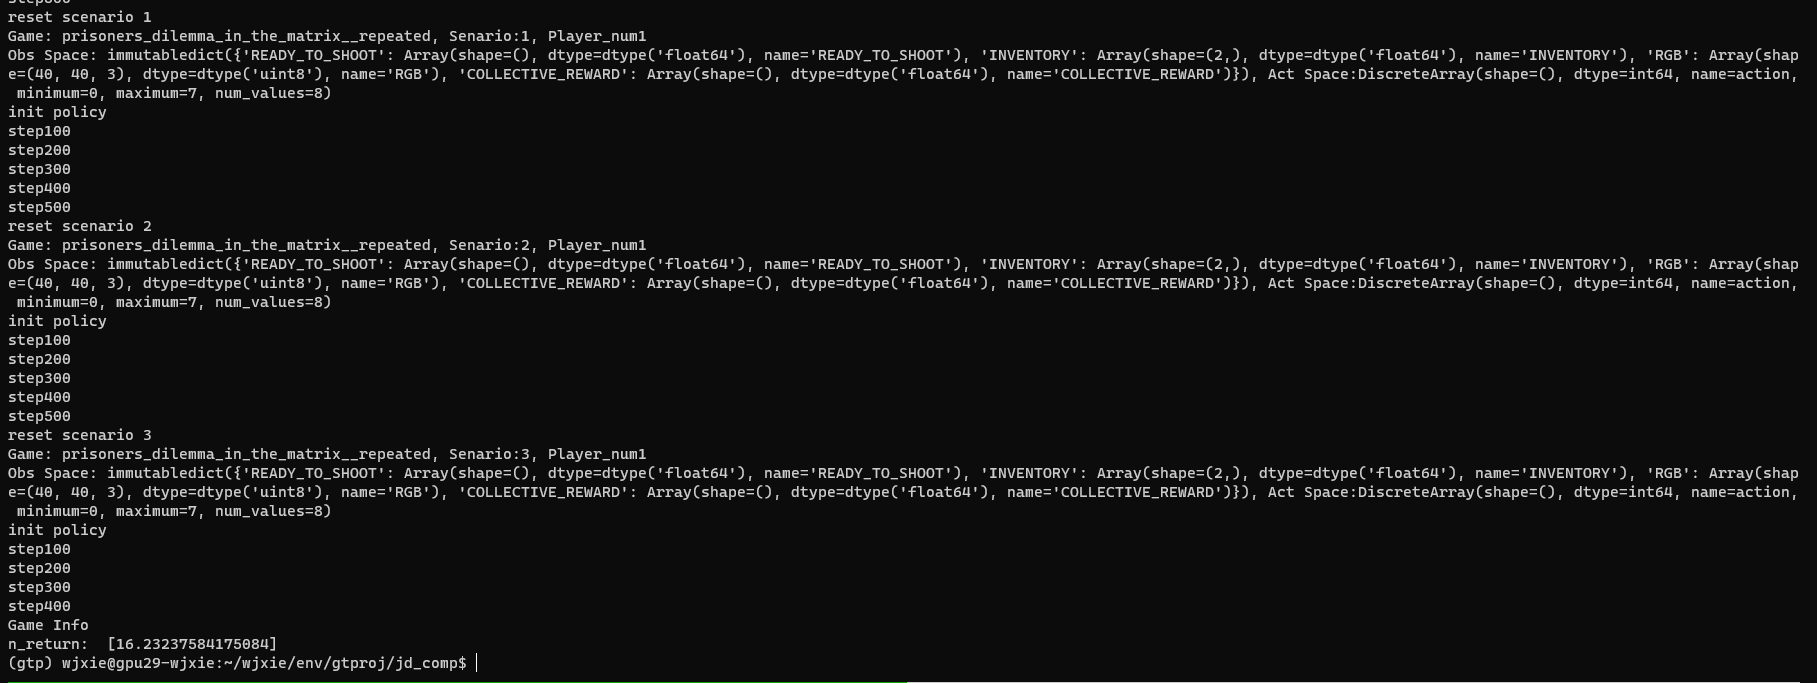 step800
reset scenario 1
Game: prisoners_dilemma_in_the_matrix__repeated, Senario:1, Player_num1
Obs Space: immutabledict({'READY_TO_SHOOT': Array(shape=(), dtype=dtype('float64'), name='READY_TO_SHOOT'), 'INVENTORY': Array(shape=(2,), dtype=dtype('float64'), name='INVENTORY'), 'RGB': Array(shap
e=(40, 40, 3), dtype=dtype('uint8'), name='RGB'), 'COLLECTIVE_REWARD': Array(shape=(), dtype=dtype('float64'), name='COLLECTIVE_REWARD')}), Act Space:DiscreteArray(shape=(), dtype=int64, name=action,
 minimum=0, maximum=7, num_values=8)
init policy
step100
step200
step300
step400
step500
reset scenario 2
Game: prisoners_dilemma_in_the_matrix__repeated, Senario:2, Player_num1
Obs Space: immutabledict({'READY_TO_SHOOT': Array(shape=(), dtype=dtype('float64'), name='READY_TO_SHOOT'), 'INVENTORY': Array(shape=(2,), dtype=dtype('float64'), name='INVENTORY'), 'RGB': Array(shap
e=(40, 40, 3), dtype=dtype('uint8'), name='RGB'), 'COLLECTIVE_REWARD': Array(shape=(), dtype=dtype('float64'), name='COLLECTIVE_REWARD')}), Act Space:DiscreteArray(shape=(), dtype=int64, name=action,
 minimum=0, maximum=7, num_values=8)
init policy
step100
step200
step300
step400
step500
reset scenario 3
Game: prisoners_dilemma_in_the_matrix__repeated, Senario:3, Player_num1
Obs Space: immutabledict({'READY_TO_SHOOT': Array(shape=(), dtype=dtype('float64'), name='READY_TO_SHOOT'), 'INVENTORY': Array(shape=(2,), dtype=dtype('float64'), name='INVENTORY'), 'RGB': Array(shap
e=(40, 40, 3), dtype=dtype('uint8'), name='RGB'), 'COLLECTIVE_REWARD': Array(shape=(), dtype=dtype('float64'), name='COLLECTIVE_REWARD')}), Act Space:DiscreteArray(shape=(), dtype=int64, name=action,
 minimum=0, maximum=7, num_values=8)
init policy
step100
step200
step300
step400
Game Info
n_return:  [16.23237584175084]
(gtp) wjxie@gpu29-wjxie:~/wjxie/env/gtproj/jd_comp$